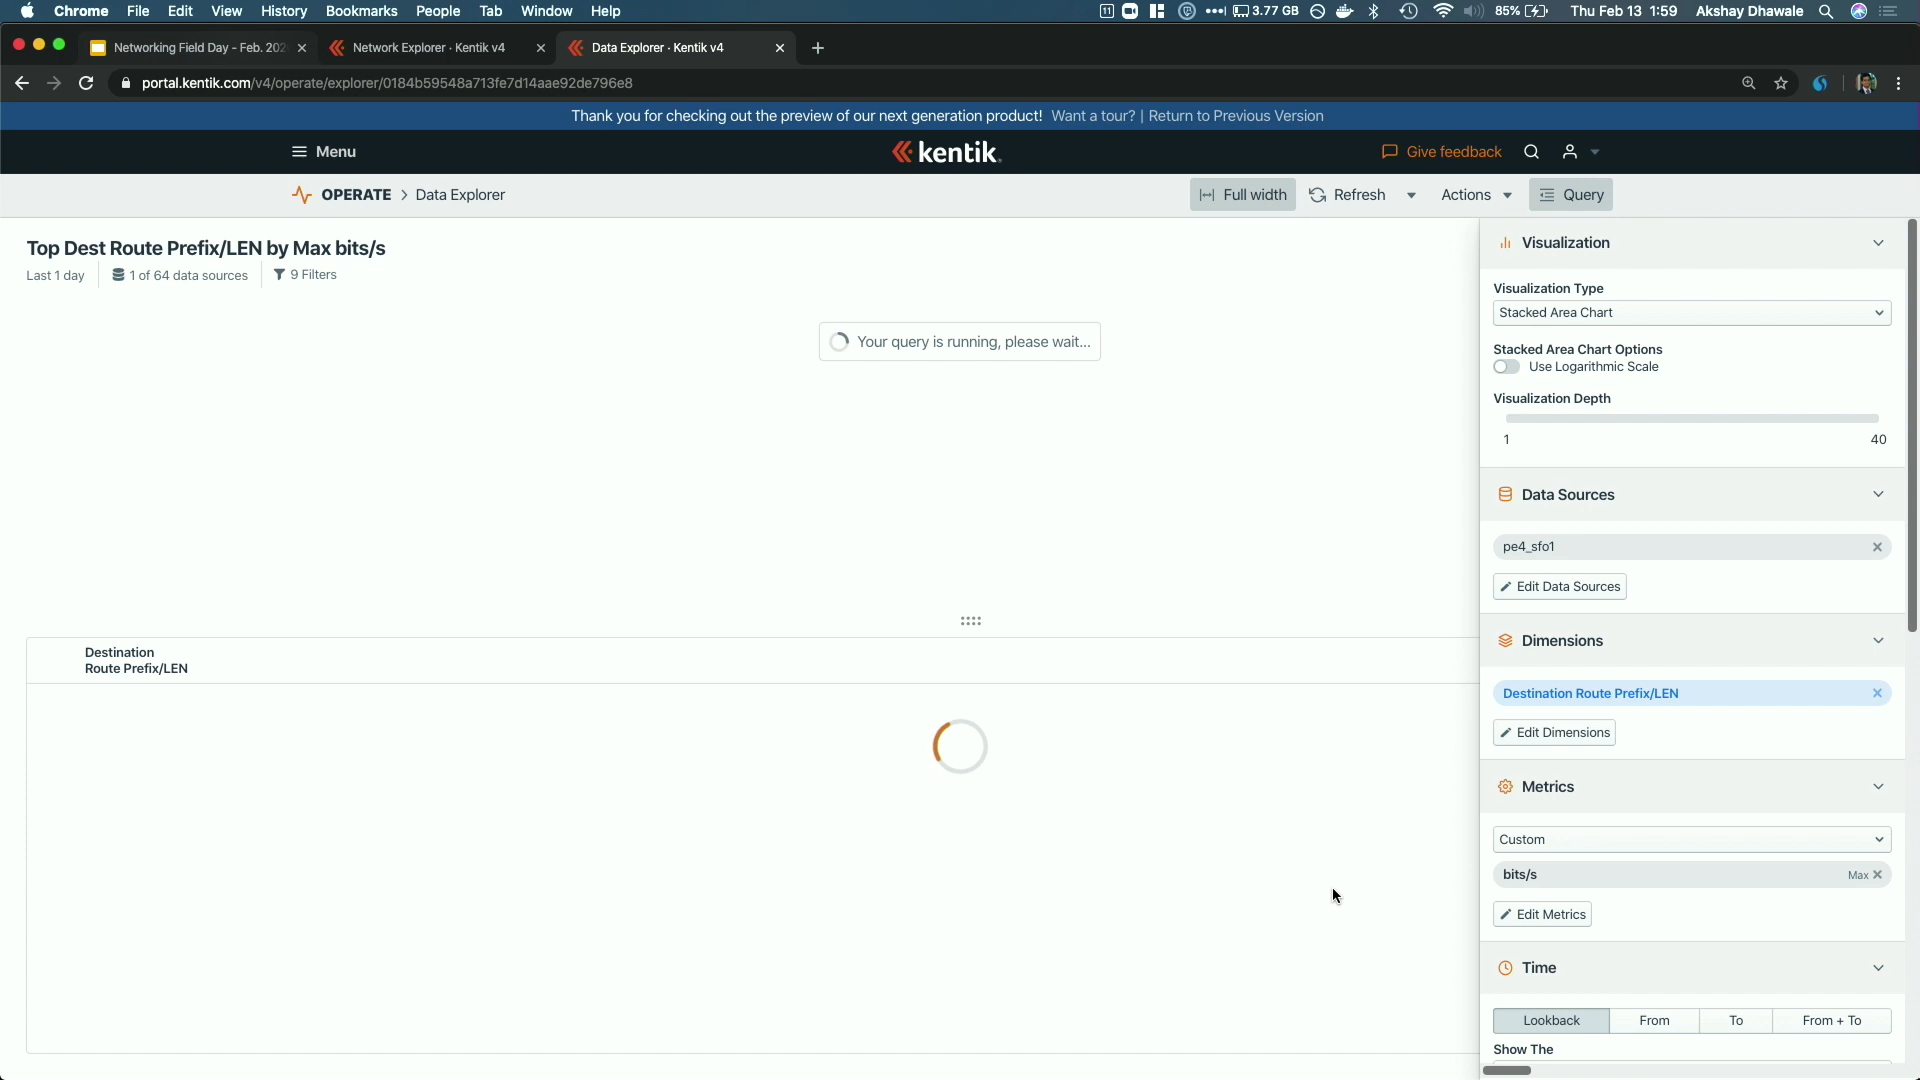 Chrome File Edit View History Bookmarks People Tab Window Help 11 3.77 GB 85% Thu Feb 13 1:59 Akshay Dhawale
Networking Field Day - Feb. 202 Network Explorer · Kentik v4 Data Explorer · Kentik v4
portal.kentik.com/v4/operate/explorer/0184b59548a713fe7d14aae92de796e8
Thank you for checking out the preview of our next generation product! Want a tour? | Return to Previous Version
Menu kentik. Give feedback
OPERATE > Data Explorer Full width Refresh Actions Query
Top Dest Route Prefix/LEN by Max bits/s
Last 1 day 1 of 64 data sources 9 Filters
Your query is running, please wait...
Destination
Route Prefix/LEN
Visualization
Visualization Type
Stacked Area Chart
Stacked Area Chart Options
Use Logarithmic Scale
Visualization Depth
1 40
Data Sources
pe4_sfo1
Edit Data Sources
Dimensions
Destination Route Prefix/LEN
Edit Dimensions
Metrics
Custom
bits/s Max
Edit Metrics
Time
Lookback From To From + To
Show The